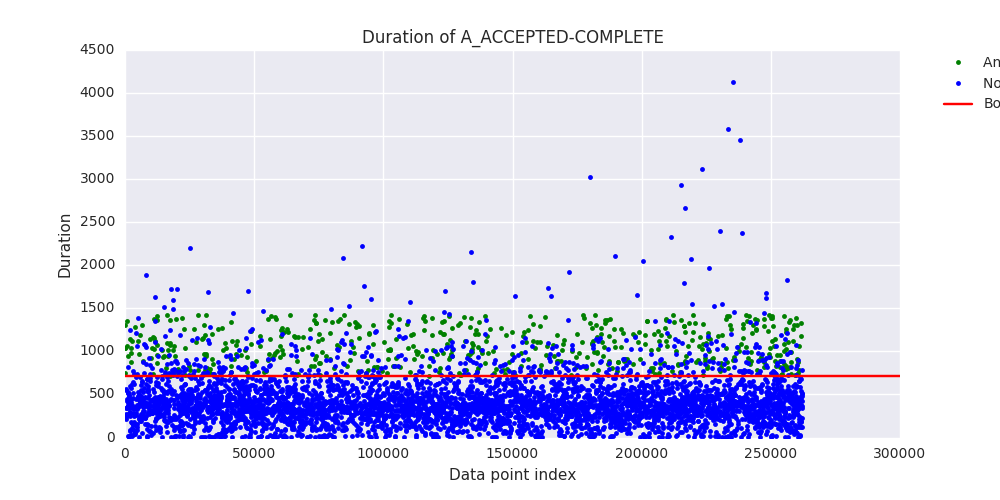 Duration of A_ACCEPTED-COMPLETE
4500
4000
3500
3000
2500
2000
1500
1000
500
0
Duration
0 50000 100000 150000 200000 250000 300000
Data point index
An
No
Bo